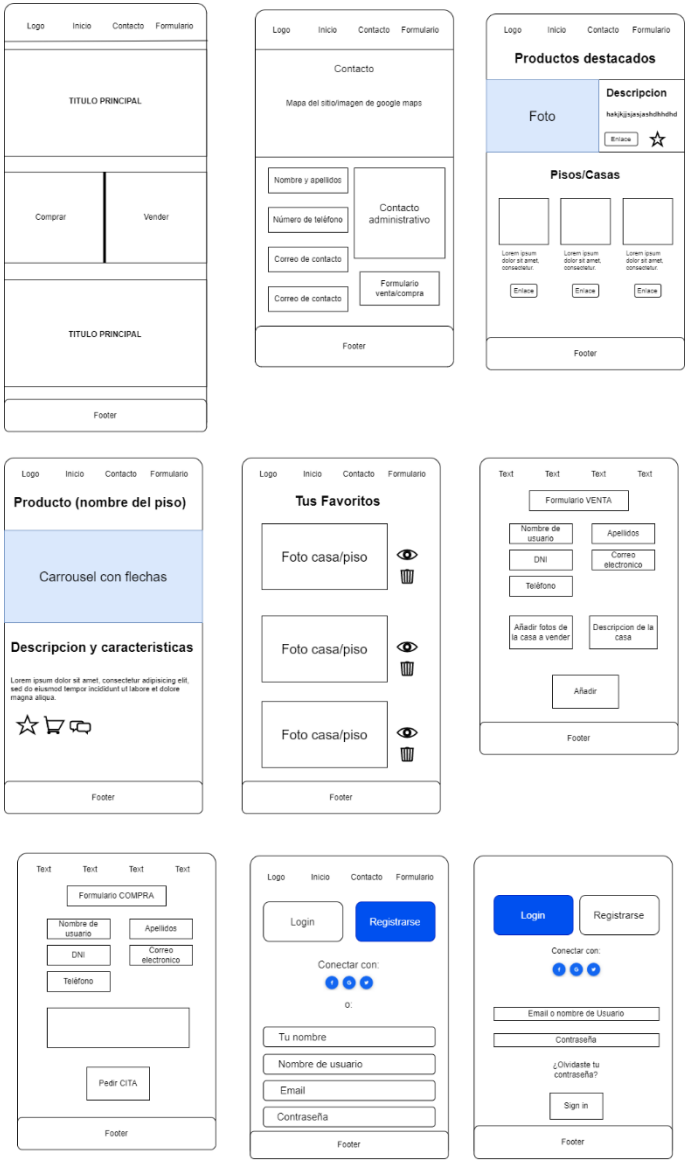 Logo Inicio Contacto Formulario
TITULO PRINCIPAL
Comprar Vender
TITULO PRINCIPAL
Footer
Logo Inicio Contacto Formulario
Contacto
Mapa del sitio/imagen de google maps
Nombre y apellidos
Número de teléfono
Correo de contacto
Correo de contacto
Contacto
administrativo
Formulario
venta/compra
Footer
Logo Inicio Contacto Formulario
Productos destacados
Foto
Descripcion
hakjkjjsjasjashdhhdhd
Enlace
Pisos/Casas
Lorem ipsum
dolor sit amet,
consectetur.
Enlace
Lorem ipsum
dolor sit amet,
consectetur.
Enlace
Lorem ipsum
dolor sit amet,
consectetur.
Enlace
Footer
Logo Inicio Contacto Formulario
Producto (nombre del piso)
Carrousel con flechas
Descripcion y caracteristicas
Lorem ipsum dolor sit amet, consectetur adipisicing elit,
sed do eiusmod tempor incididunt ut labore et dolore
magna aliqua.
Footer
Logo Inicio Contacto Formulario
Tus Favoritos
Foto casa/piso
Foto casa/piso
Foto casa/piso
Footer
Text Text Text Text
Formulario VENTA
Nombre de
usuario
Apellidos
DNI
Correo
electronico
Teléfono
Añadir fotos de
la casa a vender
Descripcion de la
casa
Añadir
Footer
Text Text Text Text
Formulario COMPRA
Nombre de
usuario
Apellidos
DNI
Correo
electronico
Teléfono
Pedir CITA
Footer
Logo Inicio Contacto Formulario
Login Registrarse
Conectar con:
o:
Tu nombre
Nombre de usuario
Email
Contraseña
Footer
Login Registrarse
Conectar con:
Email o nombre de Usuario
Contraseña
¿Olvidaste tu
contraseña?
Sign in
Footer